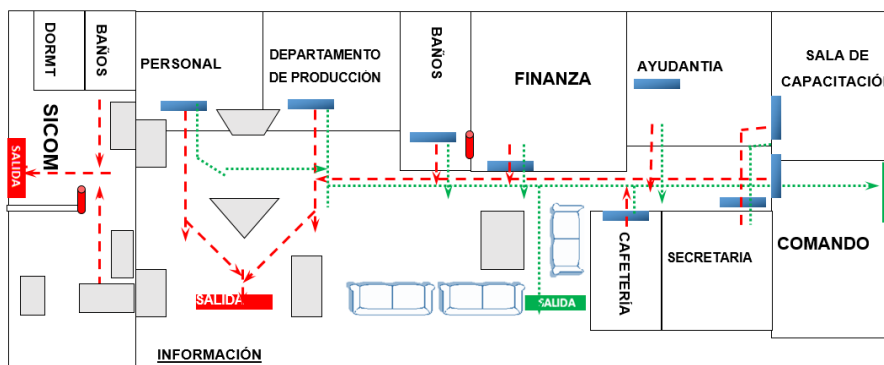 DORMT
BAÑOS
SICOM
SALIDA
PERSONAL
DEPARTAMENTO
DE PRODUCCIÓN
BAÑOS
FINANZA
AYUDANTIA
SALA DE
CAPACITACIÓN
SALIDA
SALIDA
CAFETERÍA
SECRETARIA
COMANDO
INFORMACIÓN